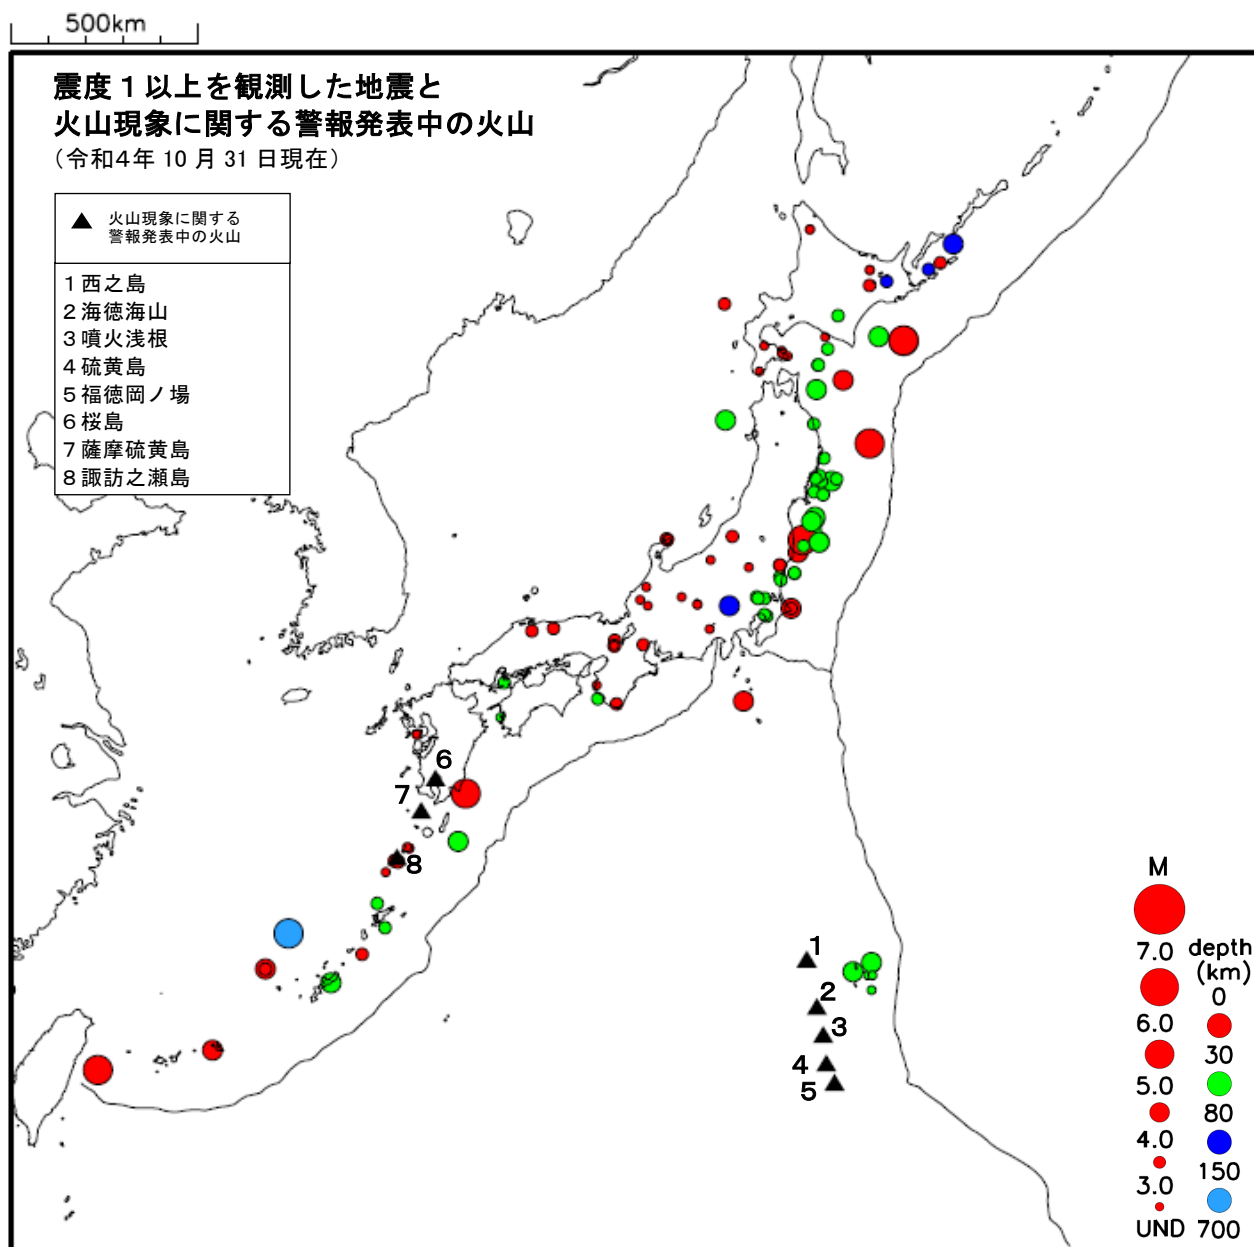 500km
震度1以上を観測した地震と
火山現象に関する警報発表中の火山
（令和4年 10 月 31 日現在）
▲ 火山現象に関する
警報発表中の火山
1 西之島
2 海徳海山
3 噴火浅根
4 硫黄島
5 福徳岡ノ場
6 桜島
7 薩摩硫黄島
8 諏訪之瀬島
6
7
8
1
2
3
4
5
M
7.0
6.0
5.0
4.0
3.0
UND
depth
(km)
0
30
80
150
700